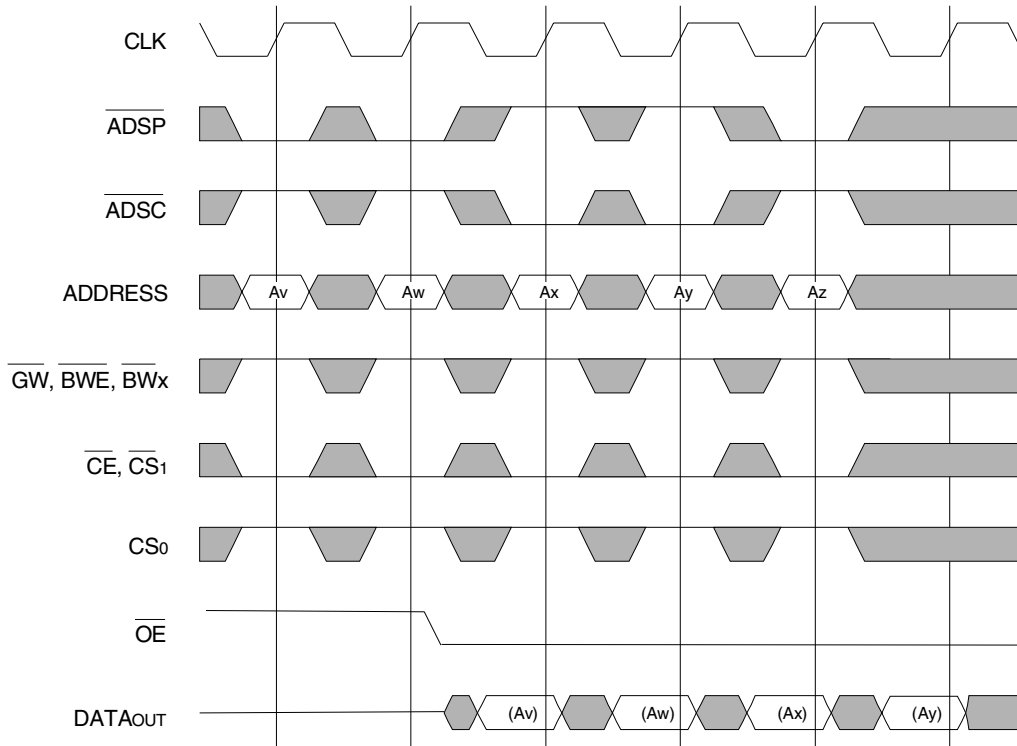 CLK
ADSP
ADSC
ADDRESS Av Aw Ax Ay Az
GW, BWE, BWx
CE, CS1
CS0
OE
DATAOUT (Av) (Aw) (Ax) (Ay)